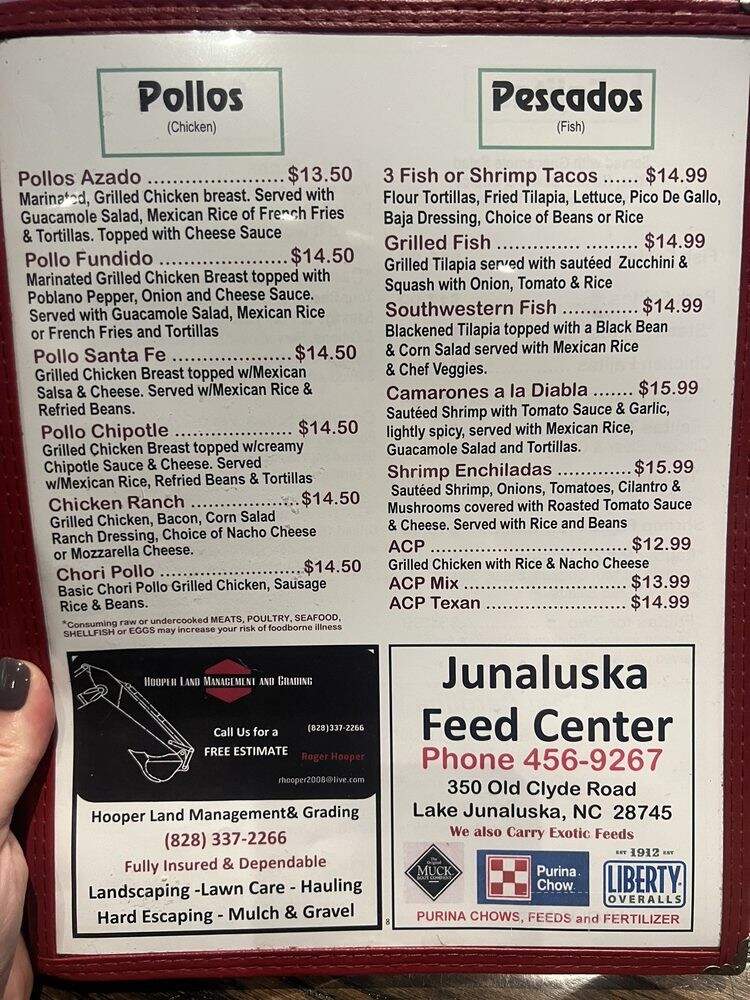 Pollos
(Chicken)
Pollos Azado ..................... $13.50
Marinated, Grilled Chicken breast. Served with
Guacamole Salad, Mexican Rice of French Fries
& Tortillas. Topped with Cheese Sauce
Pollo Fundido ..................... $14.50
Marinated Grilled Chicken Breast topped with
Poblano Pepper, Onion and Cheese Sauce.
Served with Guacamole Salad, Mexican Rice
or French Fries and Tortillas
Pollo Santa Fe ................... $14.50
Grilled Chicken Breast topped w/Mexican
Salsa & Cheese. Served w/Mexican Rice &
Refried Beans.
Pollo Chipotle .................. $14.50
Grilled Chicken Breast topped w/creamy
Chipotle Sauce & Cheese. Served
w/Mexican Rice, Refried Beans & Tortillas
Chicken Ranch .................. $14.50
Grilled Chicken, Bacon, Corn Salad
Ranch Dressing, Choice of Nacho Cheese
or Mozzarella Cheese.
Chori Pollo ....................... $14.50
Basic Chori Pollo Grilled Chicken, Sausage
Rice & Beans.
*Consuming raw or undercooked MEATS, POULTRY, SEAFOOD,
SHELLFISH or EGGS may increase your risk of foodborne illness
Pescados
(Fish)
3 Fish or Shrimp Tacos ...... $14.99
Flour Tortillas, Fried Tilapia, Lettuce, Pico De Gallo,
Baja Dressing, Choice of Beans or Rice
Grilled Fish .............. ......... $14.99
Grilled Tilapia served with sautéed Zucchini &
Squash with Onion, Tomato & Rice
Southwestern Fish ............ $14.99
Blackened Tilapia topped with a Black Bean
& Corn Salad served with Mexican Rice
& Chef Veggies.
Camarones a la Diabla ....... $15.99
Sautéed Shrimp with Tomato Sauce & Garlic,
lightly spicy, served with Mexican Rice,
Guacamole Salad and Tortillas.
Shrimp Enchiladas ............. $15.99
Sautéed Shrimp, Onions, Tomatoes, Cilantro &
Mushrooms covered with Roasted Tomato Sauce
& Cheese. Served with Rice and Beans
ACP ................................... $12.99
Grilled Chicken with Rice & Nacho Cheese
ACP Mix ............................. $13.99
ACP Texan ......................... $14.99
Hooper Land Management and Grading
Call Us for a
FREE ESTIMATE
(828)337-2266
Roger Hooper
rhooper2008@live.com
Hooper Land Management& Grading
(828) 337-2266
Fully Insured & Dependable
Landscaping -Lawn Care - Hauling
Hard Escaping - Mulch & Gravel
8
Junaluska
Feed Center
Phone 456-9267
350 Old Clyde Road
Lake Junaluska, NC 28745
We also Carry Exotic Feeds
The
Original
MUCK
BOOT COMPANY
Purina
Chow
EST 1912 EST
LIBERTY
OVERALLS
PURINA CHOWS, FEEDS and FERTILIZER